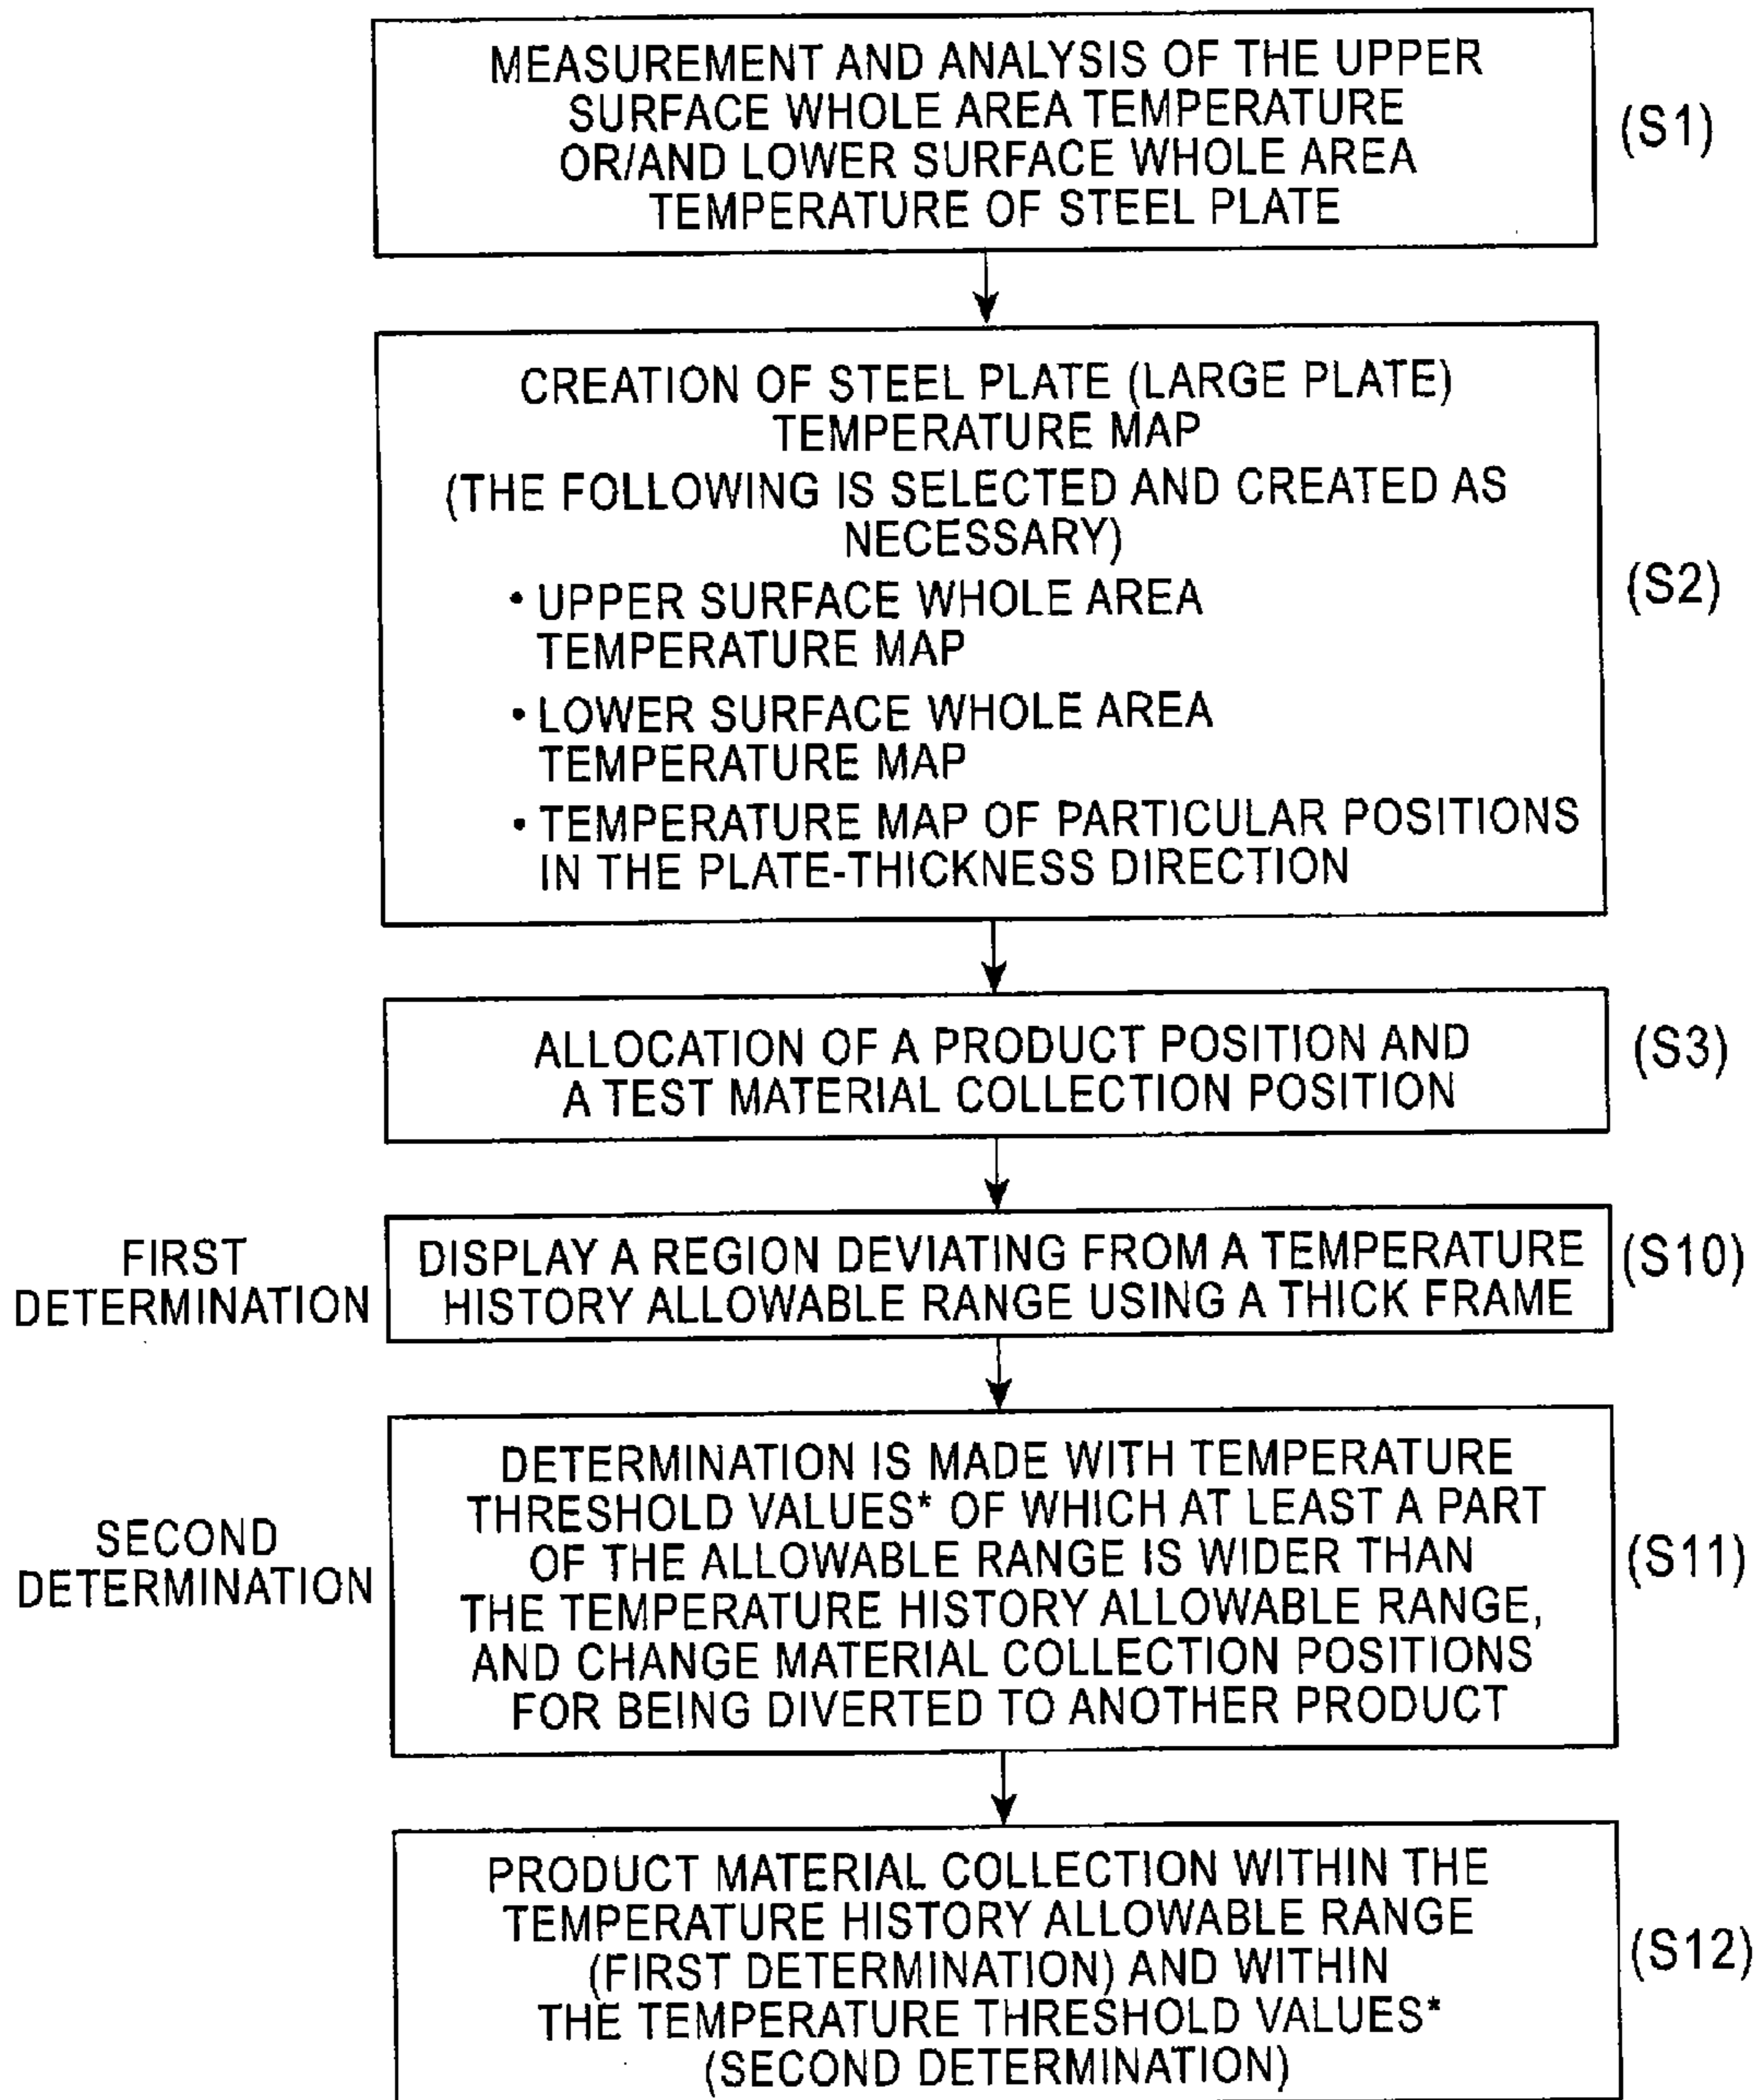 MEASUREMENT AND ANALYSIS OF THE UPPER
SURFACE WHOLE AREA TEMPERATURE
OR/AND LOWER SURFACE WHOLE AREA
TEMPERATURE OF STEEL PLATE
(S1)
CREATION OF STEEL PLATE (LARGE PLATE)
TEMPERATURE MAP
(THE FOLLOWING IS SELECTED AND CREATED AS
NECESSARY)
• UPPER SURFACE WHOLE AREA
TEMPERATURE MAP
• LOWER SURFACE WHOLE AREA
TEMPERATURE MAP
• TEMPERATURE MAP OF PARTICULAR POSITIONS
IN THE PLATE-THICKNESS DIRECTION
(S2)
ALLOCATION OF A PRODUCT POSITION AND
A TEST MATERIAL COLLECTION POSITION
(S3)
FIRST
DETERMINATION
DISPLAY A REGION DEVIATING FROM A TEMPERATURE
HISTORY ALLOWABLE RANGE USING A THICK FRAME
(S10)
SECOND
DETERMINATION
DETERMINATION IS MADE WITH TEMPERATURE
THRESHOLD VALUES* OF WHICH AT LEAST A PART
OF THE ALLOWABLE RANGE IS WIDER THAN
THE TEMPERATURE HISTORY ALLOWABLE RANGE,
AND CHANGE MATERIAL COLLECTION POSITIONS
FOR BEING DIVERTED TO ANOTHER PRODUCT
(S11)
PRODUCT MATERIAL COLLECTION WITHIN THE
TEMPERATURE HISTORY ALLOWABLE RANGE
(FIRST DETERMINATION) AND WITHIN
THE TEMPERATURE THRESHOLD VALUES*
(SECOND DETERMINATION)
(S12)